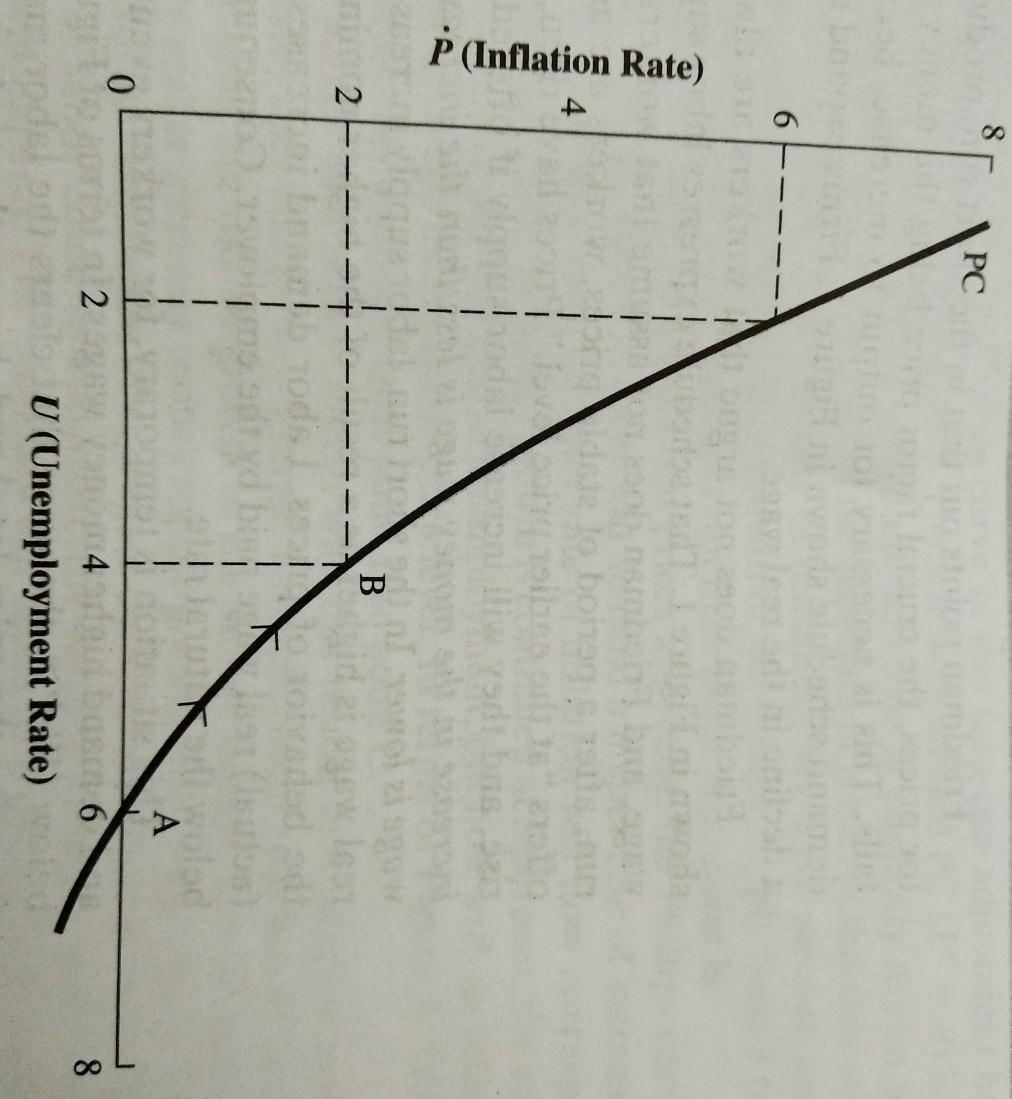 Ṗ (Inflation Rate)
8
PC
6
4
2
B
A
0
2
4
6
8
U (Unemployment Rate)